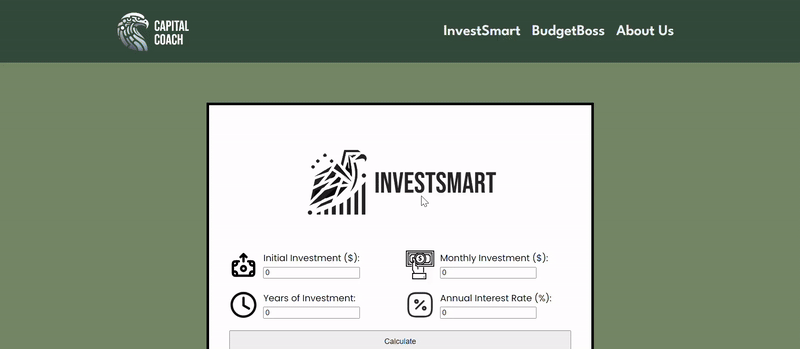 CAPITAL
COACH
InvestSmart BudgetBoss About Us
INVESTSMART
Initial Investment ($): Monthly Investment ($):
0 0
Years of Investment: Annual Interest Rate (%):
0 0
Calculate